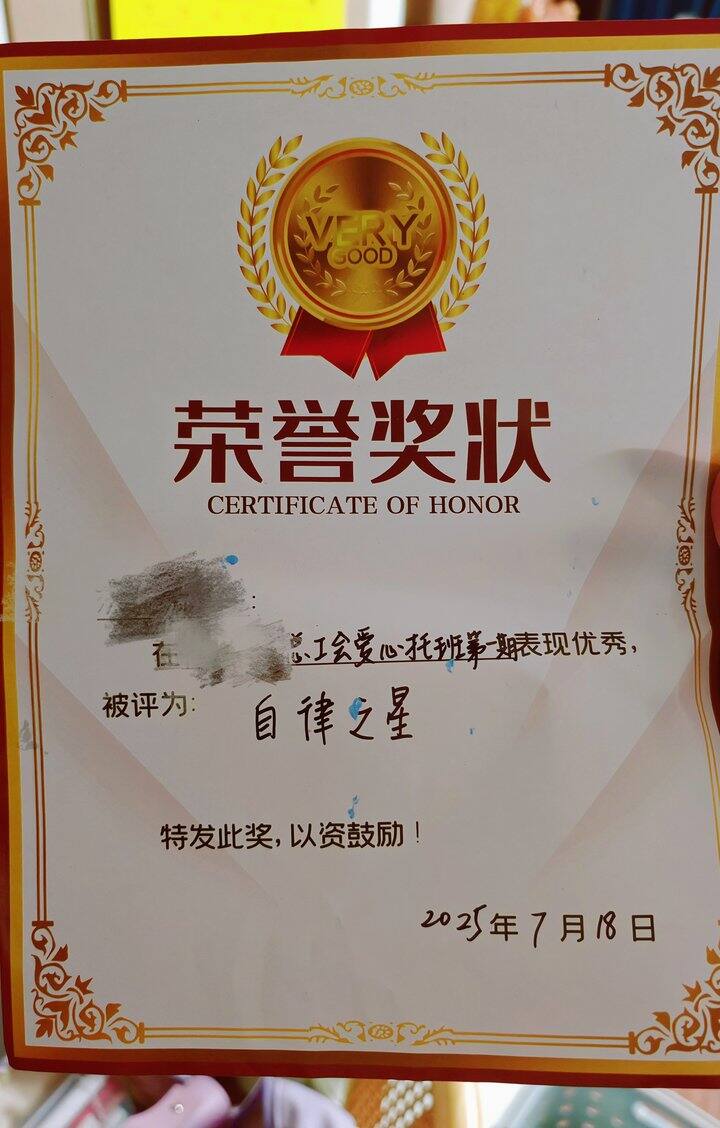 VERY
GOOD
荣誉奖状
CERTIFICATE OF HONOR
:
在 总工会爱心托班第一期表现优秀,
被评为: 自律之星
特发此奖,以资鼓励!
2025年7月18日